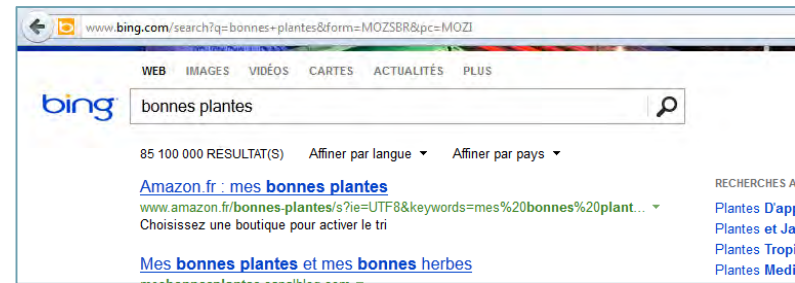 www.bing.com/search?q=bonnes+plantes&form=MOZSBR&pc=MOZI
WEB IMAGES VIDÉOS CARTES ACTUALITÉS PLUS
bing bonnes plantes
85 100 000 RESULTAT(S) Affiner par langue Affiner par pays
Amazon.fr : mes bonnes plantes
www.amazon.fr/bonnes-plantes/s?ie=UTF8&keywords=mes%20bonnes%20plant...
Choisissez une boutique pour activer le tri
Mes bonnes plantes et mes bonnes herbes
RECHERCHES A
Plantes D'app
Plantes et Ja
Plantes Tropi
Plantes Medi